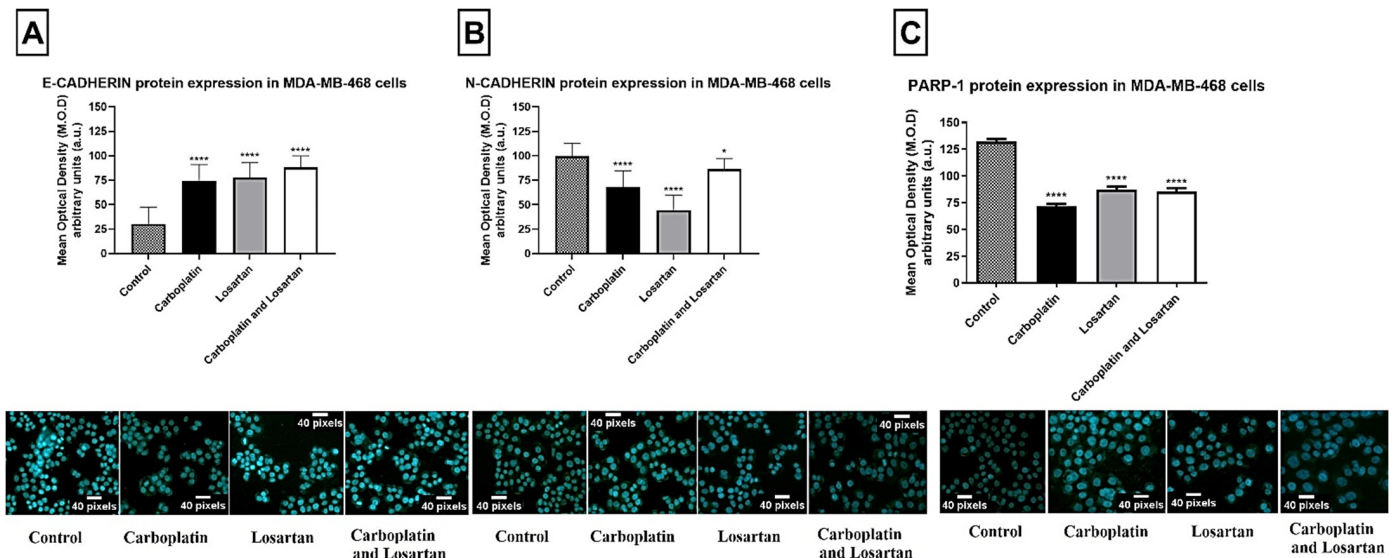 A
E-CADHERIN protein expression in MDA-MB-468 cells
Mean Optical Density (M.O.D)
arbitrary units (a.u.)
150
125
100
75
50
25
0
****
****
****
Control
Carboplatin
Losartan
Carboplatin and Losartan
B
N-CADHERIN protein expression in MDA-MB-468 cells
Mean Optical Density (M.O.D)
arbitrary units (a.u.)
150
125
100
75
50
25
0
****
****
*
Control
Carboplatin
Losartan
Carboplatin and Losartan
C
PARP-1 protein expression in MDA-MB-468 cells
Mean Optical Density (M.O.D)
arbitrary units (a.u.)
150
125
100
75
50
25
0
****
****
****
Control
Carboplatin
Losartan
Carboplatin and Losartan
40 pixels
40 pixels
40 pixels
40 pixels
40 pixels
40 pixels
40 pixels
40 pixels
40 pixels
40 pixels
40 pixels
40 pixels
Control
Carboplatin
Losartan
Carboplatin
and Losartan
Control
Carboplatin
Losartan
Carboplatin
and Losartan
Control
Carboplatin
Losartan
Carboplatin
and Losartan